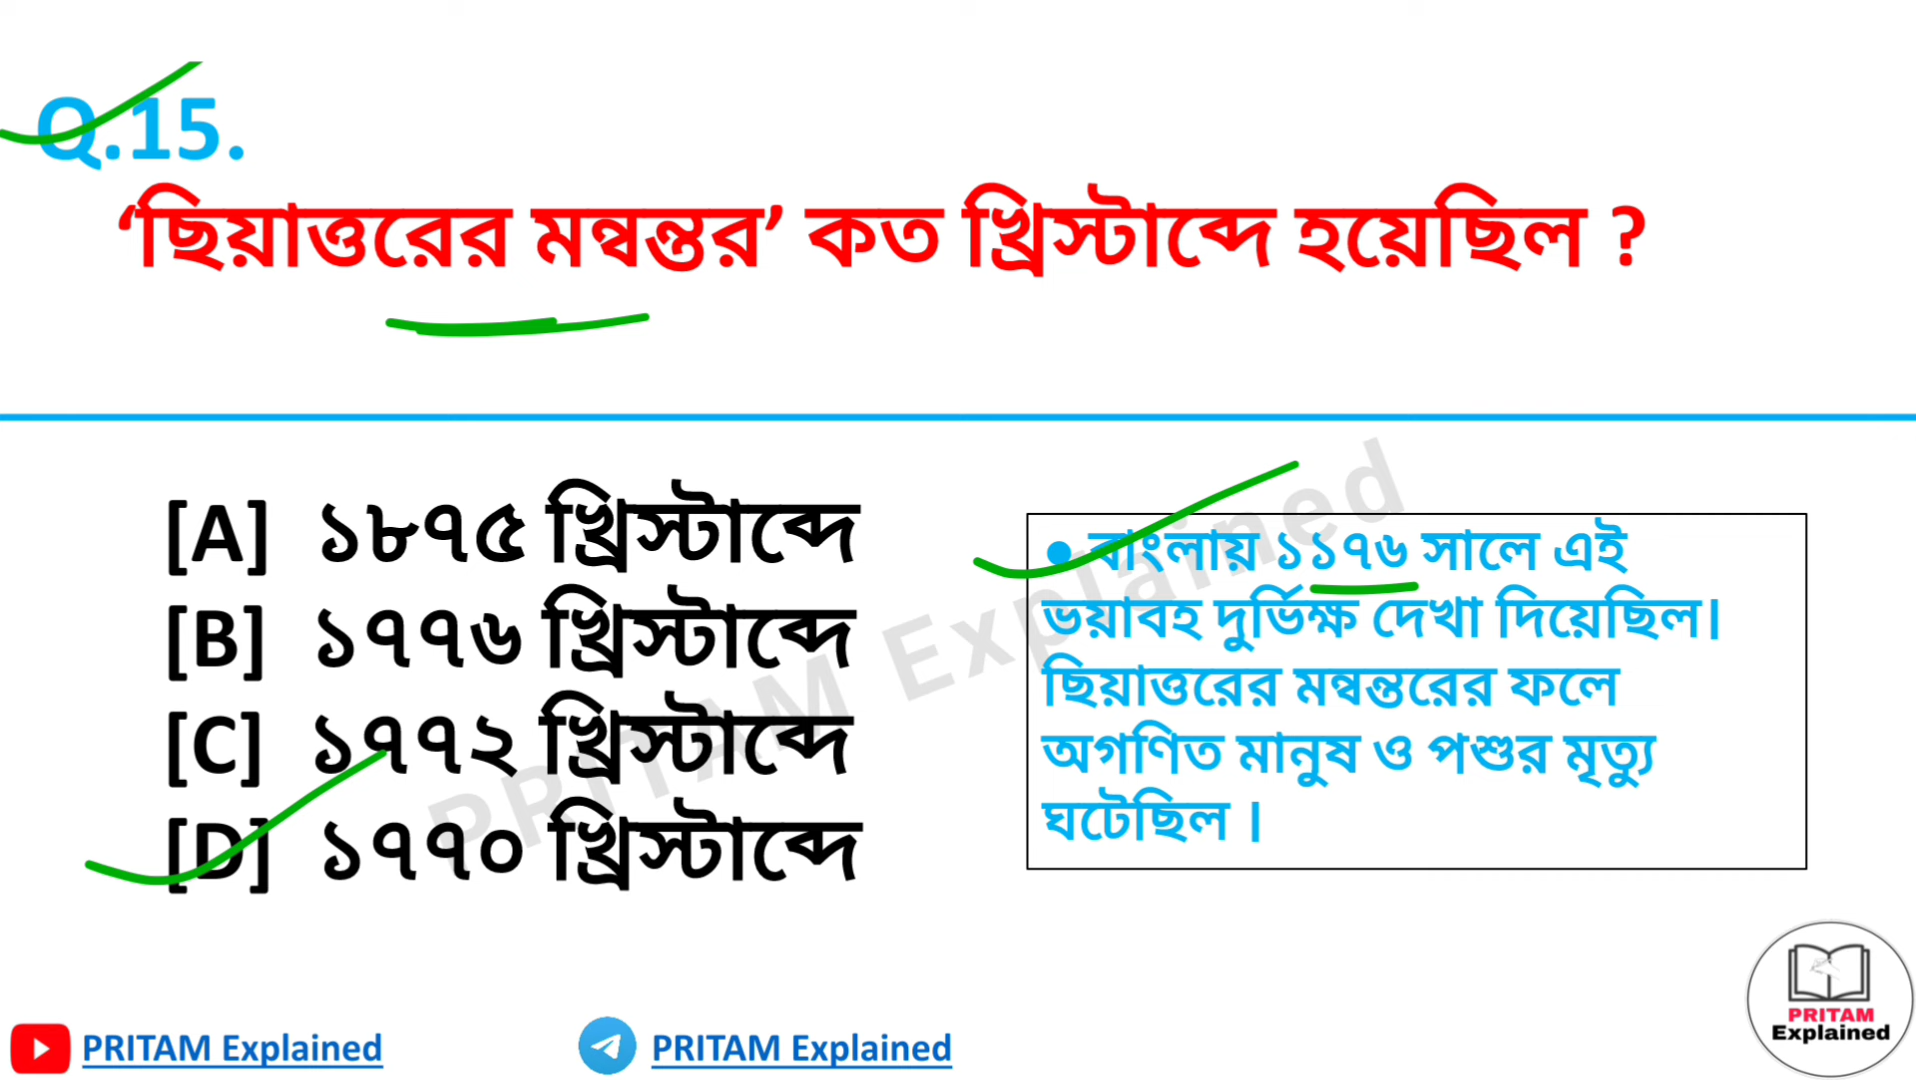 Q.15.
‘ছিয়াত্তরের মন্বন্তর’ কত খ্রিস্টাব্দে হয়েছিল ?
[A] ১৮৭৫ খ্রিস্টাব্দে
[B] ১৭৭৬ খ্রিস্টাব্দে
[C] ১৭৭২ খ্রিস্টাব্দে
[D] ১৭৭০ খ্রিস্টাব্দে
● বাংলায় ১১৭৬ সালে এই
ভয়াবহ দুর্ভিক্ষ দেখা দিয়েছিল।
ছিয়াত্তরের মন্বন্তরের ফলে
অগণিত মানুষ ও পশুর মৃত্যু
ঘটেছিল ।
PRITAM Explained
PRITAM Explained
PRITAM Explained
PRITAM
Explained